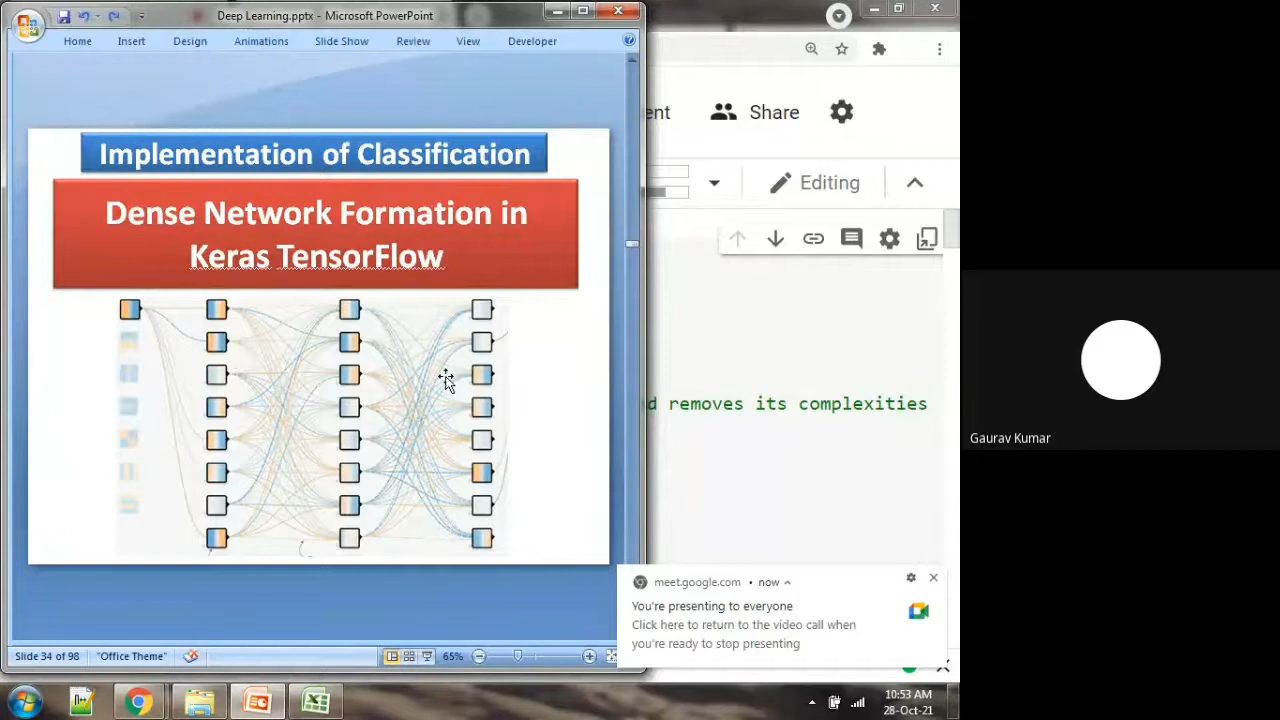 Deep Learning.pptx - Microsoft PowerPoint
Home Insert Design Animations Slide Show Review View Developer
Implementation of Classification
Dense Network Formation in
Keras TensorFlow
Slide 34 of 98 "Office Theme" 65%
ent Share
Editing
d removes its complexities
meet.google.com • now
You're presenting to everyone
Click here to return to the video call when
you're ready to stop presenting
10:53 AM
28-Oct-21
Gaurav Kumar